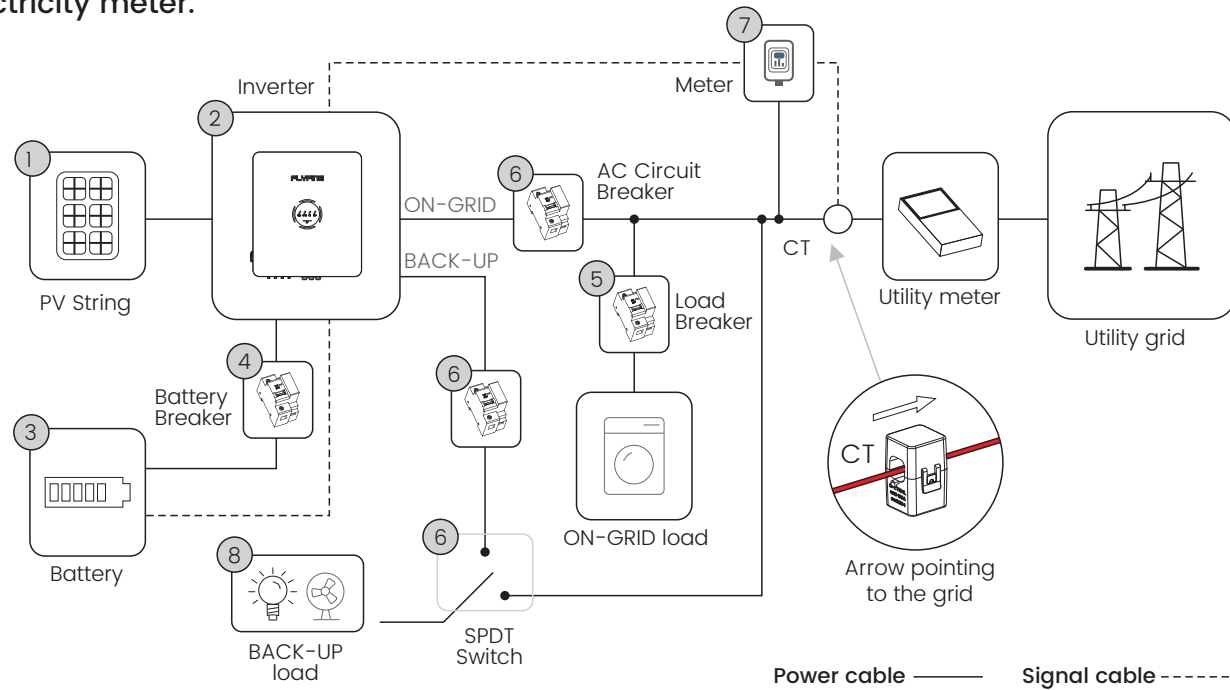 ctricity meter.
7
Inverter
Meter
2
1
6
AC Circuit
Breaker
FLYFINE
ON-GRID
CT
BACK-UP
5
PV String
Load
Breaker
Utility meter
Utility grid
4
6
Battery
Breaker
3
CT
6
ON-GRID load
8
Battery
Arrow pointing
to the grid
SPDT
Switch
BACK-UP
load
Power cable
Signal cable